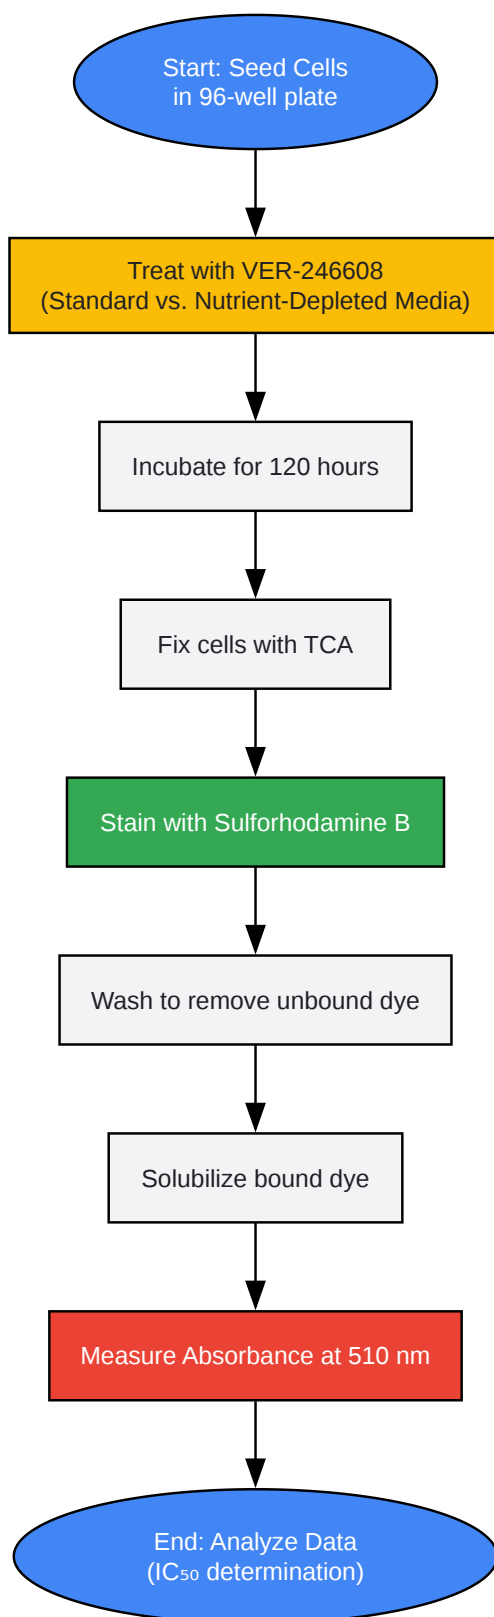 Start: Seed Cells
in 96-well plate
Treat with VER-246608
(Standard vs. Nutrient-Depleted Media)
Incubate for 120 hours
Fix cells with TCA
Stain with Sulforhodamine B
Wash to remove unbound dye
Solubilize bound dye
Measure Absorbance at 510 nm
End: Analyze Data
(IC₅₀ determination)